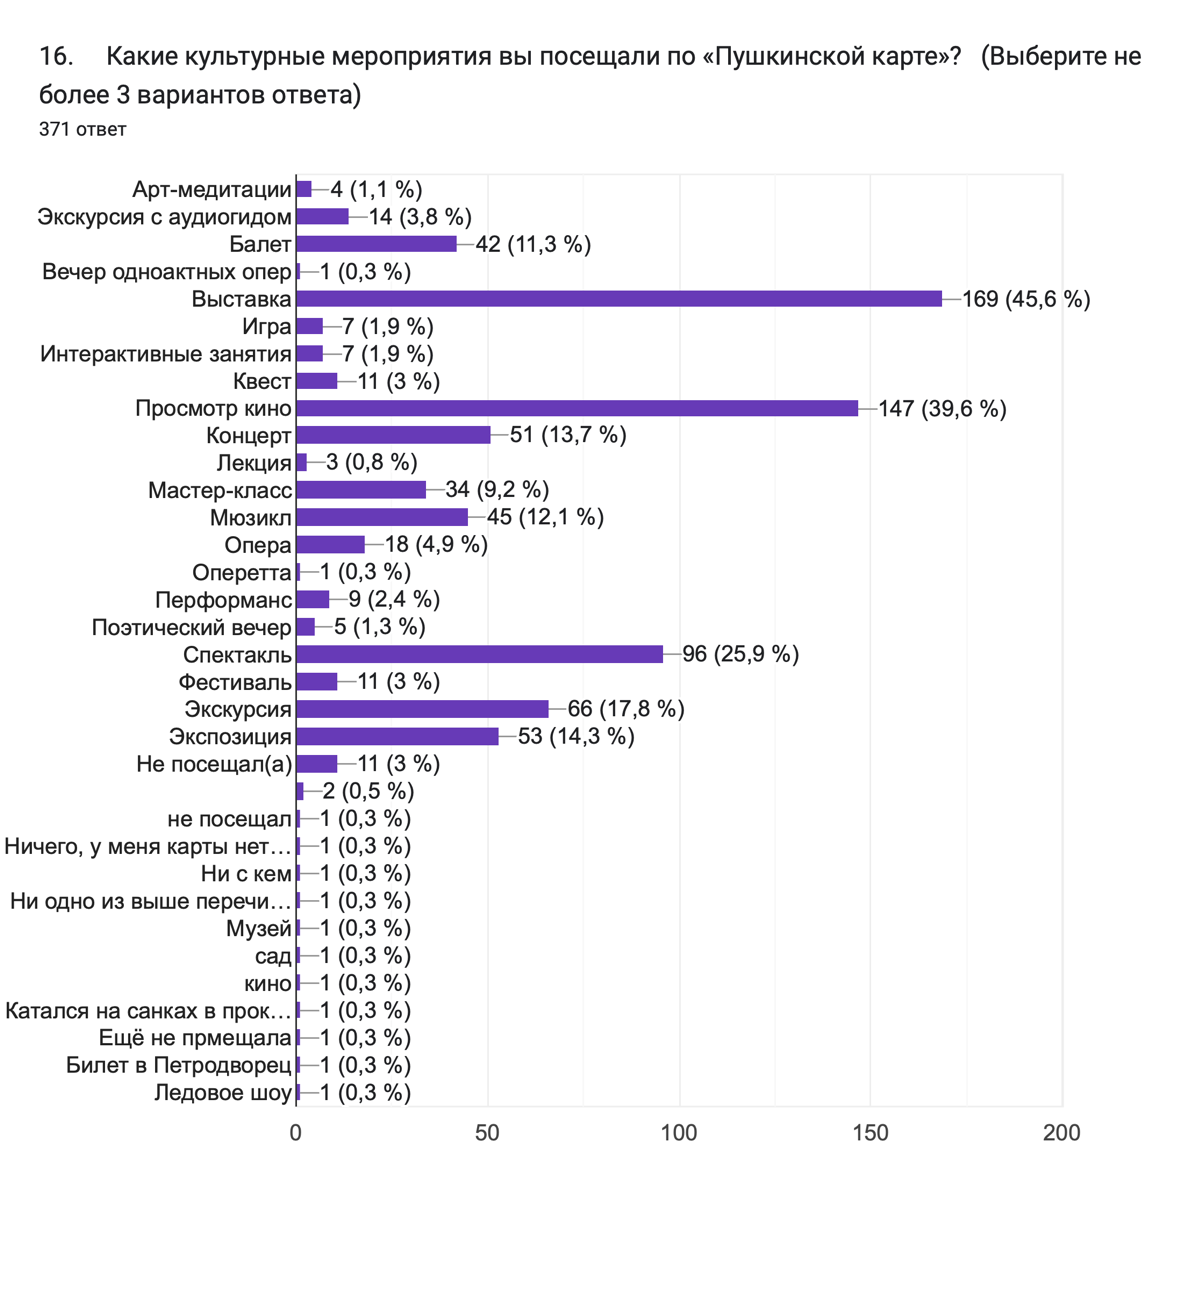 16. Какие культурные мероприятия вы посещали по «Пушкинской карте»? (Выберите не
более 3 вариантов ответа)
371 ответ
Арт-медитации 4 (1,1 %)
Экскурсия с аудиогидом 14 (3,8 %)
Балет 42 (11,3 %)
Вечер одноактных опер 1 (0,3 %)
Выставка 169 (45,6 %)
Игра 7 (1,9 %)
Интерактивные занятия 7 (1,9 %)
Квест 11 (3 %)
Просмотр кино 147 (39,6 %)
Концерт 51 (13,7 %)
Лекция 3 (0,8 %)
Мастер-класс 34 (9,2 %)
Мюзикл 45 (12,1 %)
Опера 18 (4,9 %)
Оперетта 1 (0,3 %)
Перформанс 9 (2,4 %)
Поэтический вечер 5 (1,3 %)
Спектакль 96 (25,9 %)
Фестиваль 11 (3 %)
Экскурсия 66 (17,8 %)
Экспозиция 53 (14,3 %)
Не посещал(а) 11 (3 %)
2 (0,5 %)
не посещал 1 (0,3 %)
Ничего, у меня карты нет… 1 (0,3 %)
Ни с кем 1 (0,3 %)
Ни одно из выше перечи… 1 (0,3 %)
Музей 1 (0,3 %)
сад 1 (0,3 %)
кино 1 (0,3 %)
Катался на санках в прок… 1 (0,3 %)
Ещё не прмещала 1 (0,3 %)
Билет в Петродворец 1 (0,3 %)
Ледовое шоу 1 (0,3 %)
0 50 100 150 200